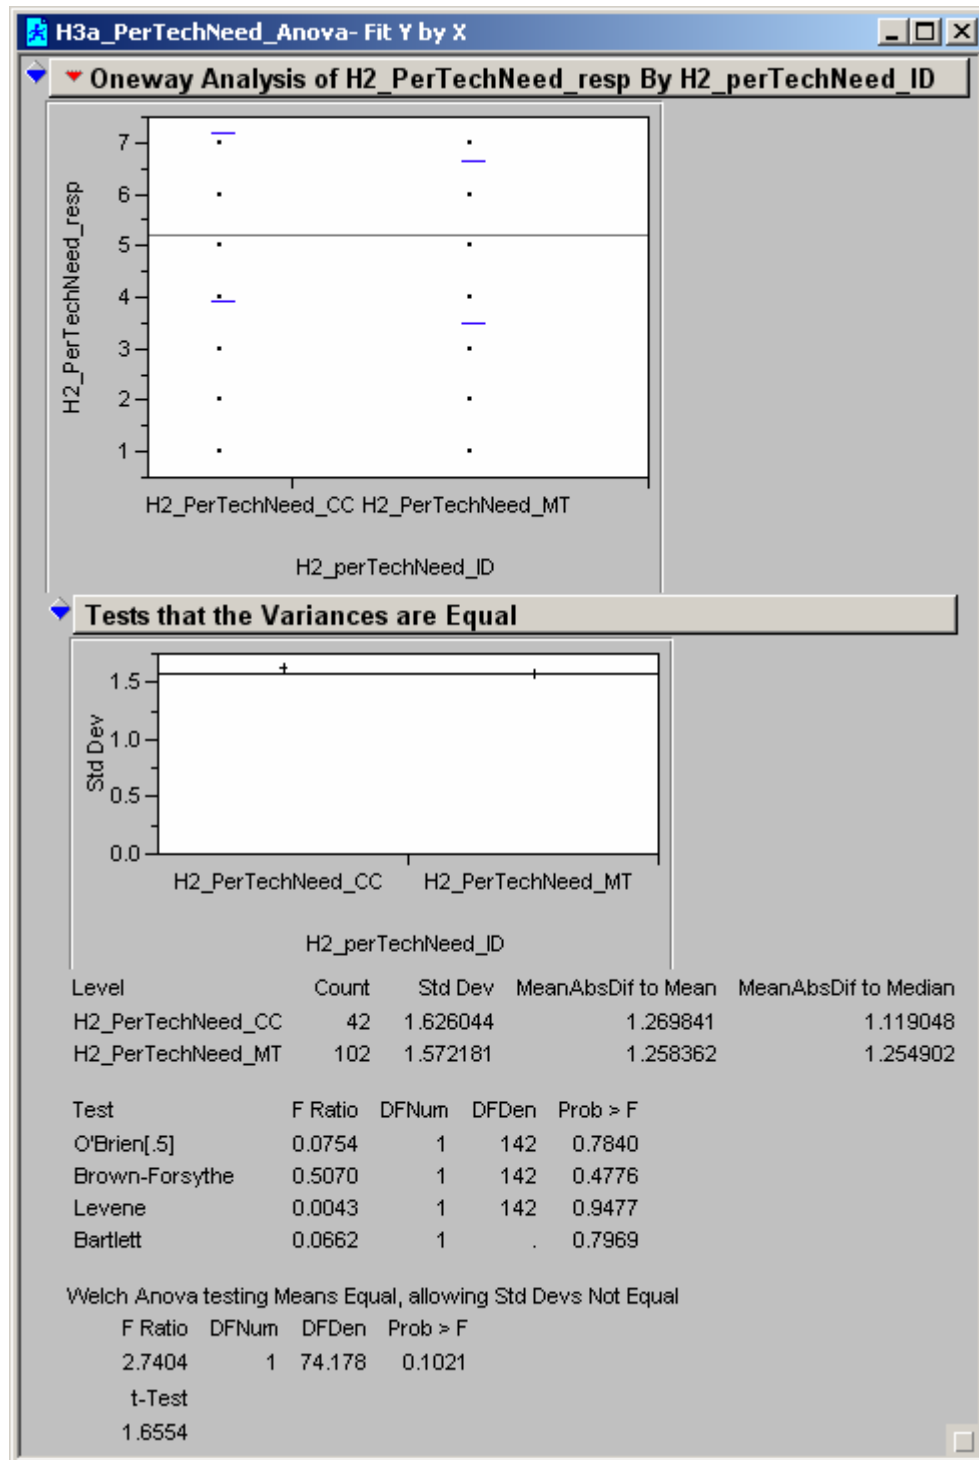 H3a_PerTechNeed_Anova- Fit Y by X
Oneway Analysis of H2_PerTechNeed_resp By H2_perTechNeed_ID
H2_PerTechNeed_resp
7
6
5
4
3
2
1
H2_PerTechNeed_CC H2_PerTechNeed_MT
H2_perTechNeed_ID
Tests that the Variances are Equal
Std Dev
1.5
1.0
0.5
0.0
H2_PerTechNeed_CC H2_PerTechNeed_MT
H2_perTechNeed_ID
Level Count Std Dev MeanAbsDif to Mean MeanAbsDif to Median
H2_PerTechNeed_CC 42 1.626044 1.269841 1.119048
H2_PerTechNeed_MT 102 1.572181 1.258362 1.254902
Test F Ratio DFNum DFDen Prob > F
O'Brien[.5] 0.0754 1 142 0.7840
Brown-Forsythe 0.5070 1 142 0.4776
Levene 0.0043 1 142 0.9477
Bartlett 0.0662 1 . 0.7969
Welch Anova testing Means Equal, allowing Std Devs Not Equal
F Ratio DFNum DFDen Prob > F
2.7404 1 74.178 0.1021
t-Test
1.6554